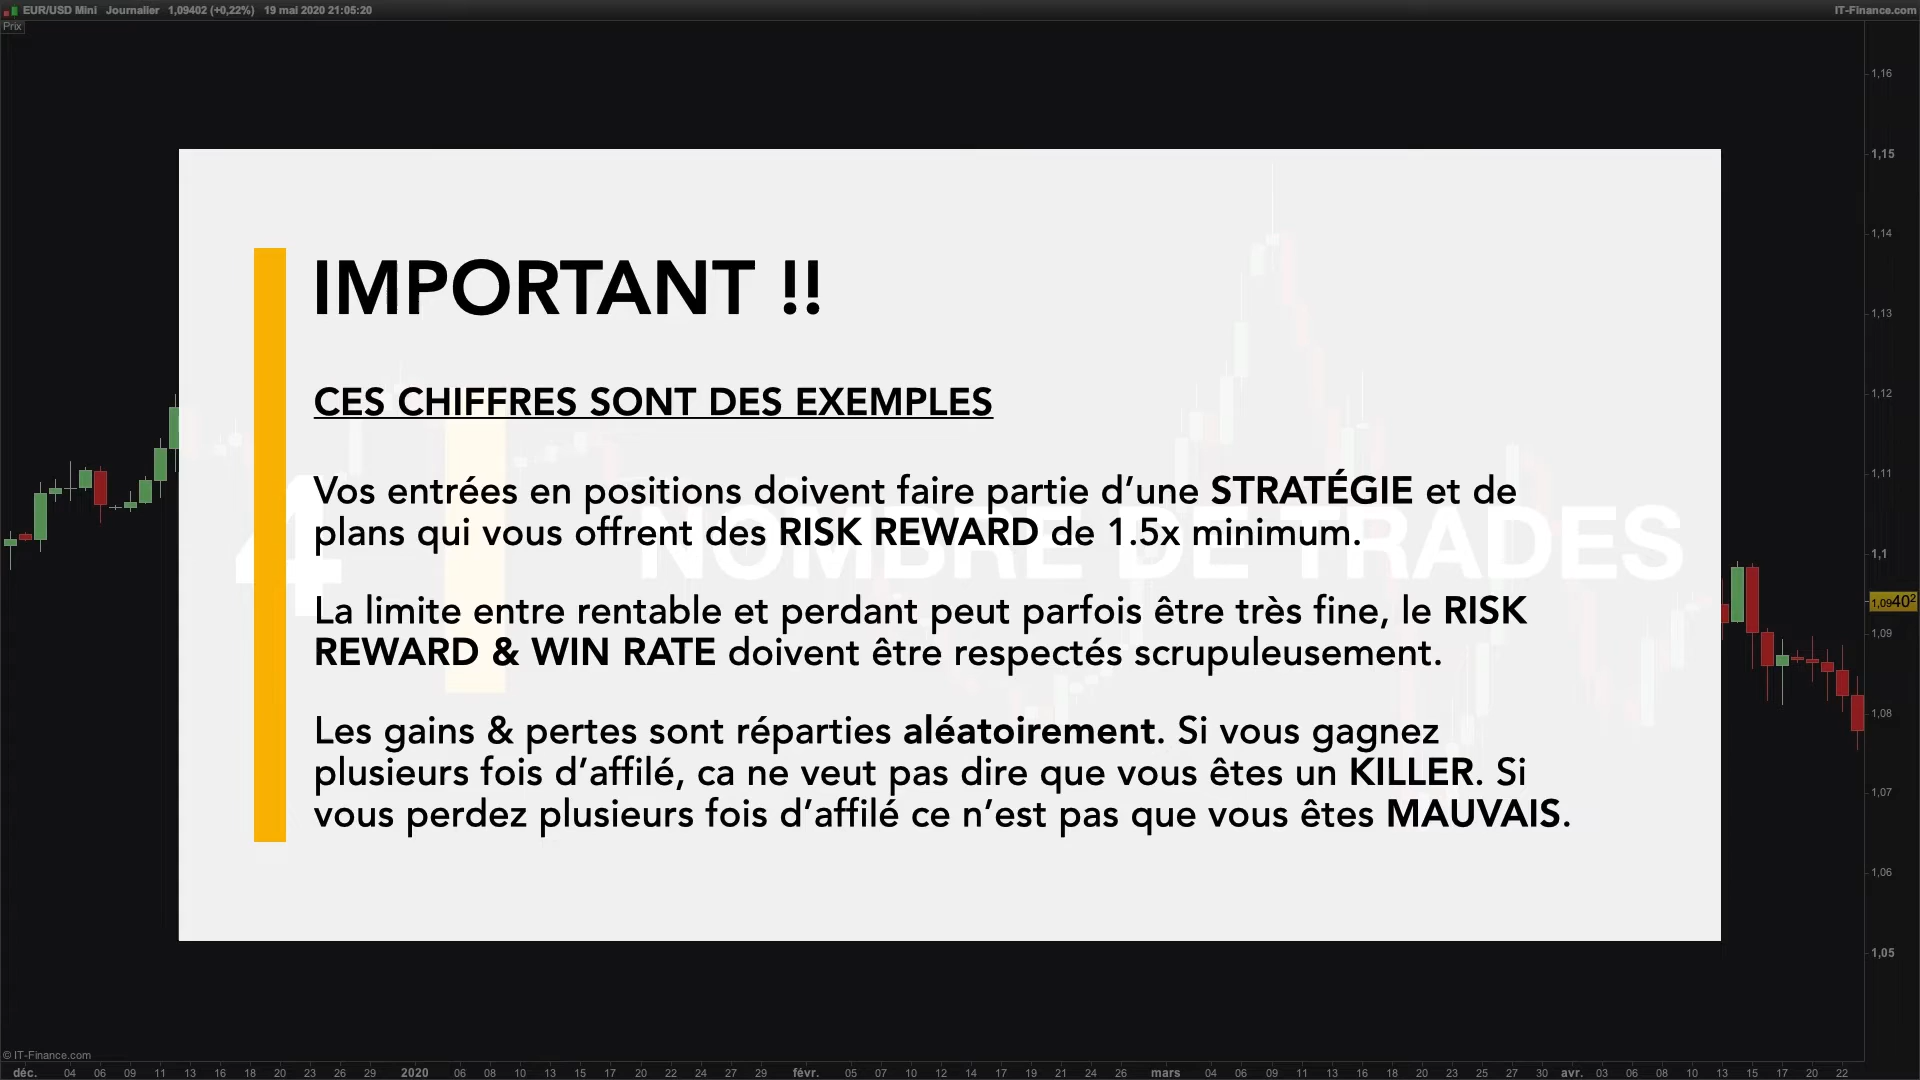 EUR/USD Mini Journalier 1,09402 (+0,22%) 19 mai 2020 21:05:20
IT-Finance.com
Prix
1,16
1,15
1,14
1,13
1,12
1,11
1,1
1,09402
1,09
1,08
1,07
1,06
1,05
IMPORTANT !!
CES CHIFFRES SONT DES EXEMPLES
Vos entrées en positions doivent faire partie d’une STRATÉGIE et de
plans qui vous offrent des RISK REWARD de 1.5x minimum.
4 NOMBRE DE TRADES
La limite entre rentable et perdant peut parfois être très fine, le RISK
REWARD & WIN RATE doivent être respectés scrupuleusement.
Les gains & pertes sont réparties aléatoirement. Si vous gagnez
plusieurs fois d’affilé, ca ne veut pas dire que vous êtes un KILLER. Si
vous perdez plusieurs fois d’affilé ce n’est pas que vous êtes MAUVAIS.
© IT-Finance.com
déc. 04 06 09 11 13 16 18 20 23 26 29 2020 06 08 10 14 16 20 22 24 27 29 févr. 05 07 10 12 14 17 19 21 24 26 mars 04 06 09 11 13 16 18 20 23 25 27 30 avr. 03 06 08 10 13 15 17 20 22